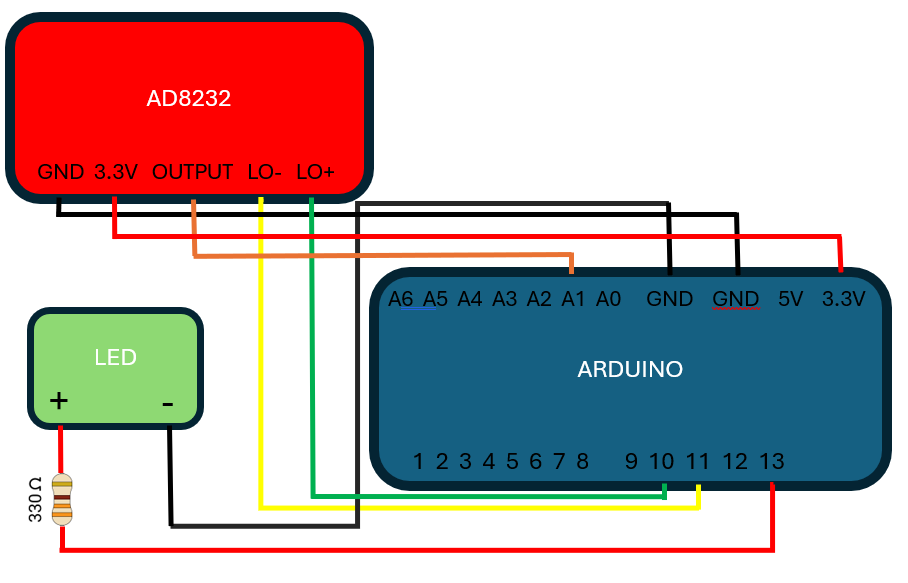 AD8232
GND 3.3V OUTPUT LO- LO+
A6 A5 A4 A3 A2 A1 A0 GND GND 5V 3.3V
LED
ARDUINO
+ -
1 2 3 4 5 6 7 8 9 10 11 12 13
330 Ω